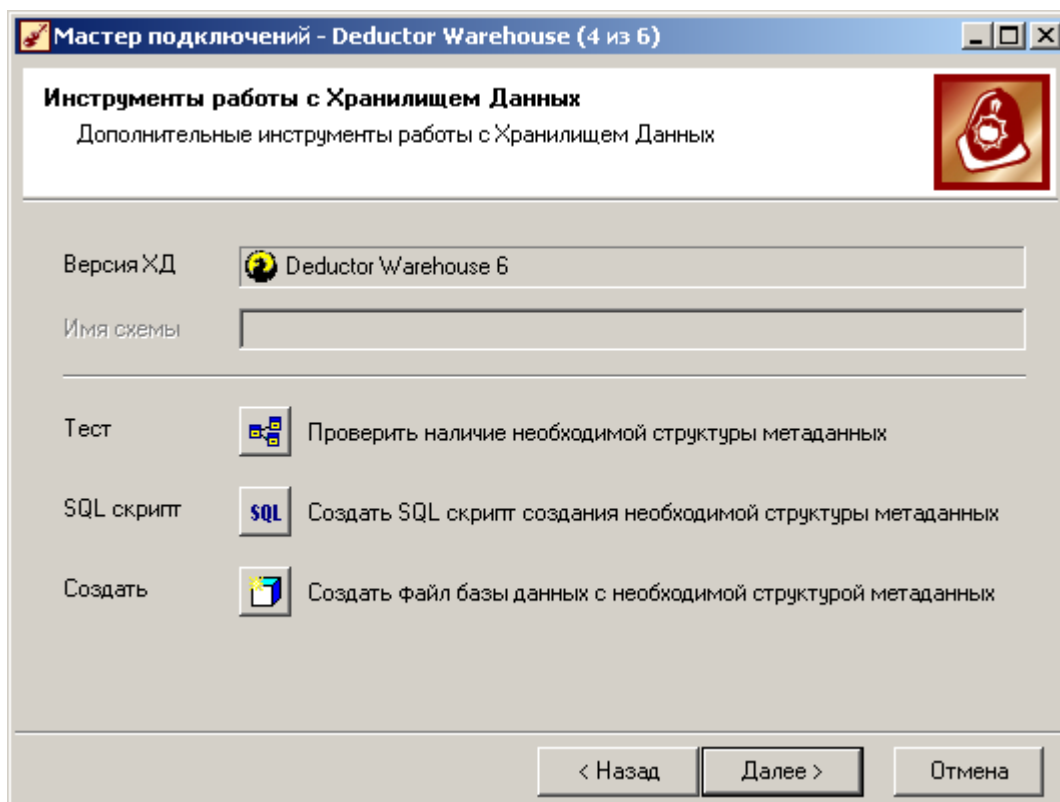 Мастер подключений - Deductor Warehouse (4 из 6)
Инструменты работы с Хранилищем Данных
Дополнительные инструменты работы с Хранилищем Данных
Версия ХД Deductor Warehouse 6
Имя схемы
Тест Проверить наличие необходимой структуры метаданных
SQL скрипт SQL Создать SQL скрипт создания необходимой структуры метаданных
Создать Создать файл базы данных с необходимой структурой метаданных
< Назад Далее > Отмена